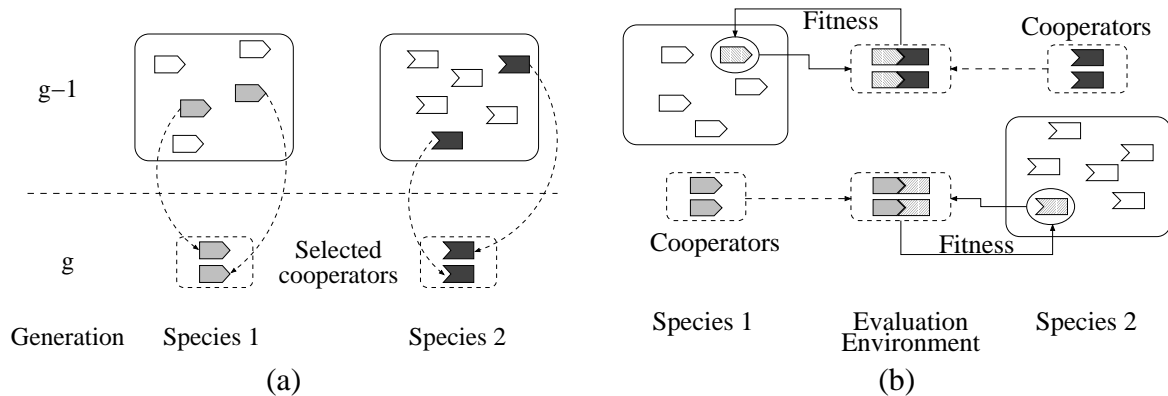 g–1
g
Selected
cooperators
Generation
Species 1
Species 2
(a)
Fitness
Cooperators
Cooperators
Fitness
Species 1
Evaluation
Environment
Species 2
(b)